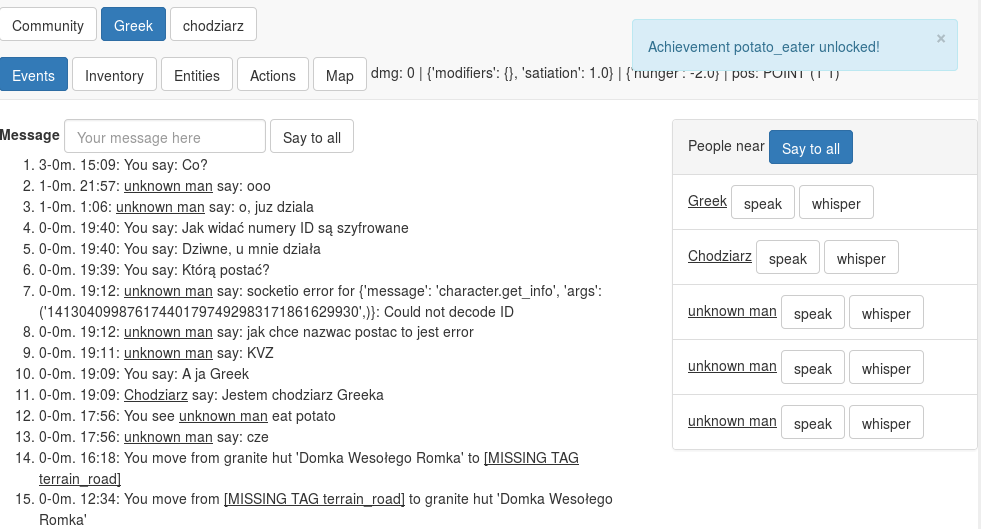 Community Greek chodziarz
Achievement potato_eater unlocked! ×
Events Inventory Entities Actions Map dmg: 0 | {'modifiers': {}, 'satiation': 1.0} | {'hunger': -2.0} | pos: POINT (1 1)
Message Your message here Say to all
1. 3-0m. 15:09: You say: Co?
2. 1-0m. 21:57: unknown man say: ooo
3. 1-0m. 1:06: unknown man say: o, juz dziala
4. 0-0m. 19:40: You say: Jak widać numery ID są szyfrowane
5. 0-0m. 19:40: You say: Dziwne, u mnie działa
6. 0-0m. 19:39: You say: Którą postać?
7. 0-0m. 19:12: unknown man say: socketio error for {'message': 'character.get_info', 'args':
('141304099876174401797492983171861629930',)}: Could not decode ID
8. 0-0m. 19:12: unknown man say: jak chce nazwac postac to jest error
9. 0-0m. 19:11: unknown man say: KVZ
10. 0-0m. 19:09: You say: A ja Greek
11. 0-0m. 19:09: Chodziarz say: Jestem chodziarz Greeka
12. 0-0m. 17:56: You see unknown man eat potato
13. 0-0m. 17:56: unknown man say: cze
14. 0-0m. 16:18: You move from granite hut 'Domka Wesołego Romka' to [MISSING TAG
terrain_road]
15. 0-0m. 12:34: You move from [MISSING TAG terrain_road] to granite hut 'Domka Wesołego
Romka'
People near Say to all
Greek speak whisper
Chodziarz speak whisper
unknown man speak whisper
unknown man speak whisper
unknown man speak whisper